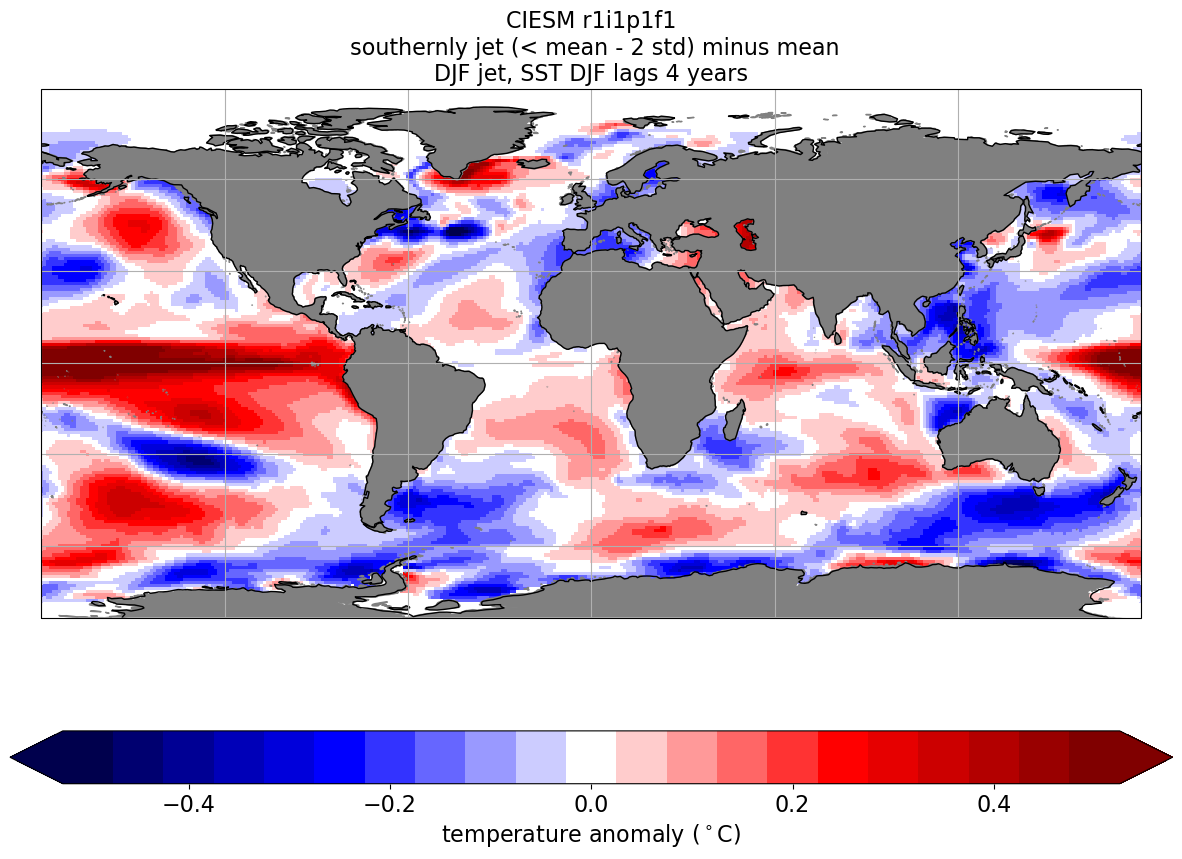 CIESM r1i1p1f1
southernly jet (< mean - 2 std) minus mean
DJF jet, SST DJF lags 4 years
−0.4 −0.2 0.0 0.2 0.4
temperature anomaly (°C)